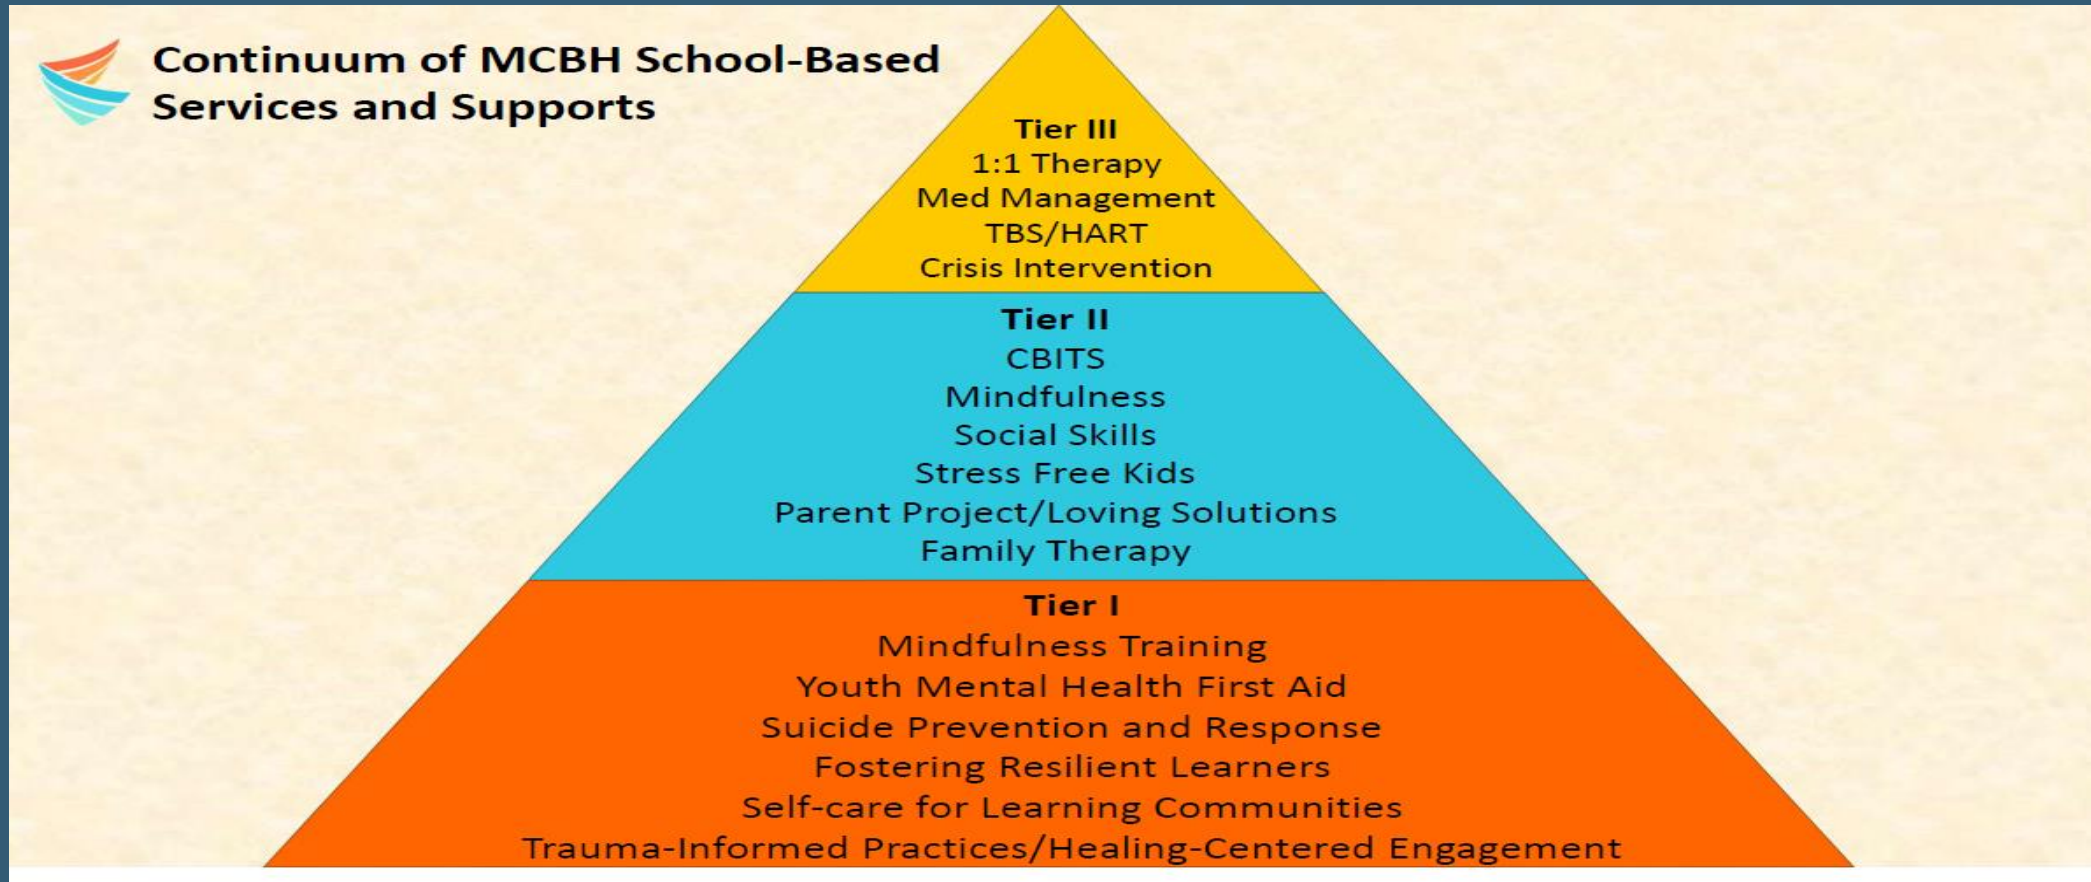 Continuum of MCBH School-Based
Services and Supports
Tier III
1:1 Therapy
Med Management
TBS/HART
Crisis Intervention
Tier II
CBITS
Mindfulness
Social Skills
Stress Free Kids
Parent Project/Loving Solutions
Family Therapy
Tier I
Mindfulness Training
Youth Mental Health First Aid
Suicide Prevention and Response
Fostering Resilient Learners
Self-care for Learning Communities
Trauma-Informed Practices/Healing-Centered Engagement